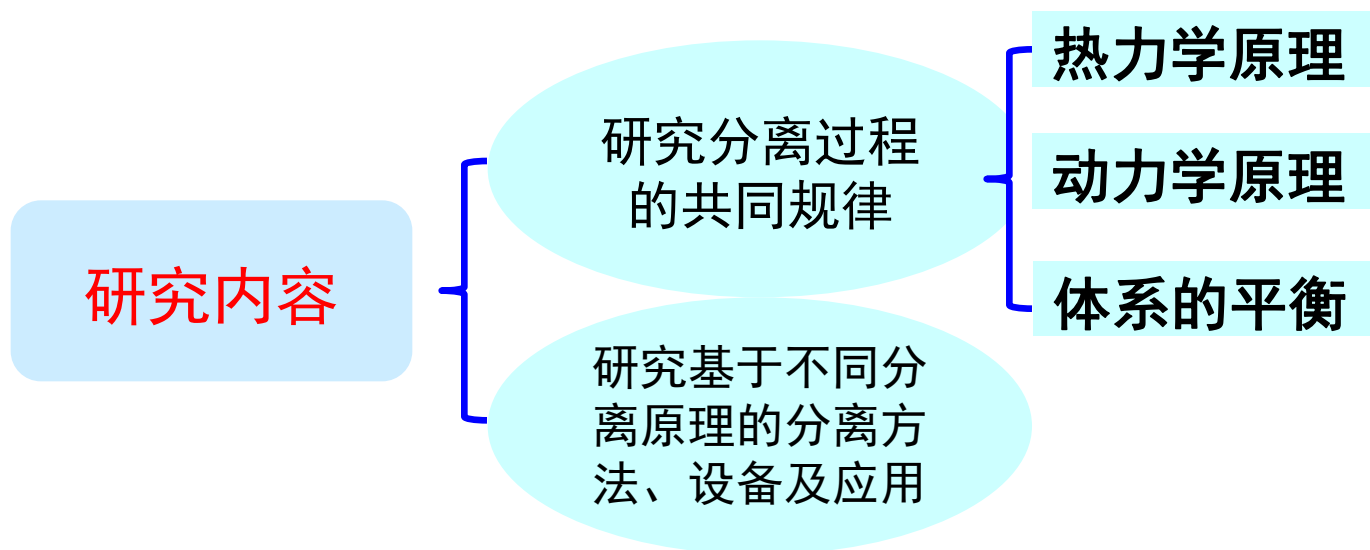 研究内容
研究分离过程
的共同规律
热力学原理
动力学原理
体系的平衡
研究基于不同分
离原理的分离方
法、设备及应用